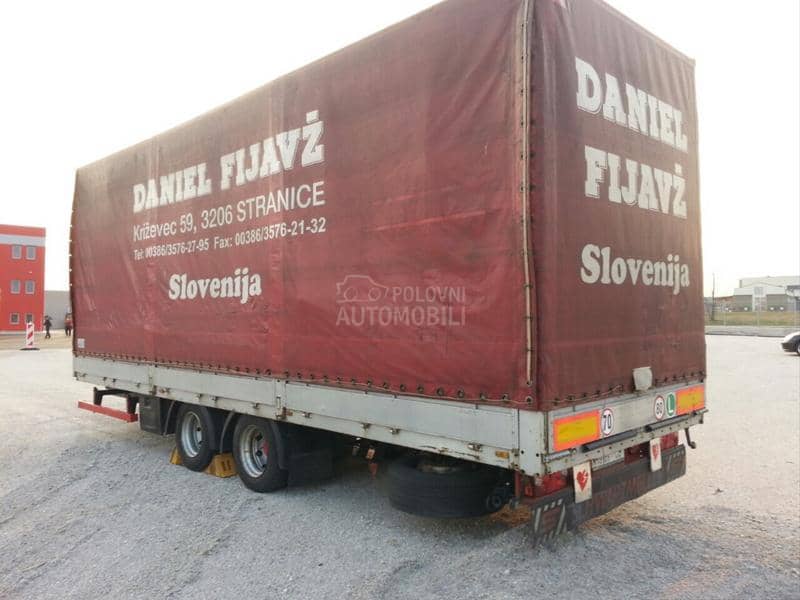 DANIEL FIJAVŽ
Križevec 59, 3206 STRANICE
Tel: 00386/3576-27-95 Fax: 00386/3576-21-32
Slovenija
DANIEL
FIJAVŽ
Slovenija
POLOVNI
AUTOMOBILI
70
80
L